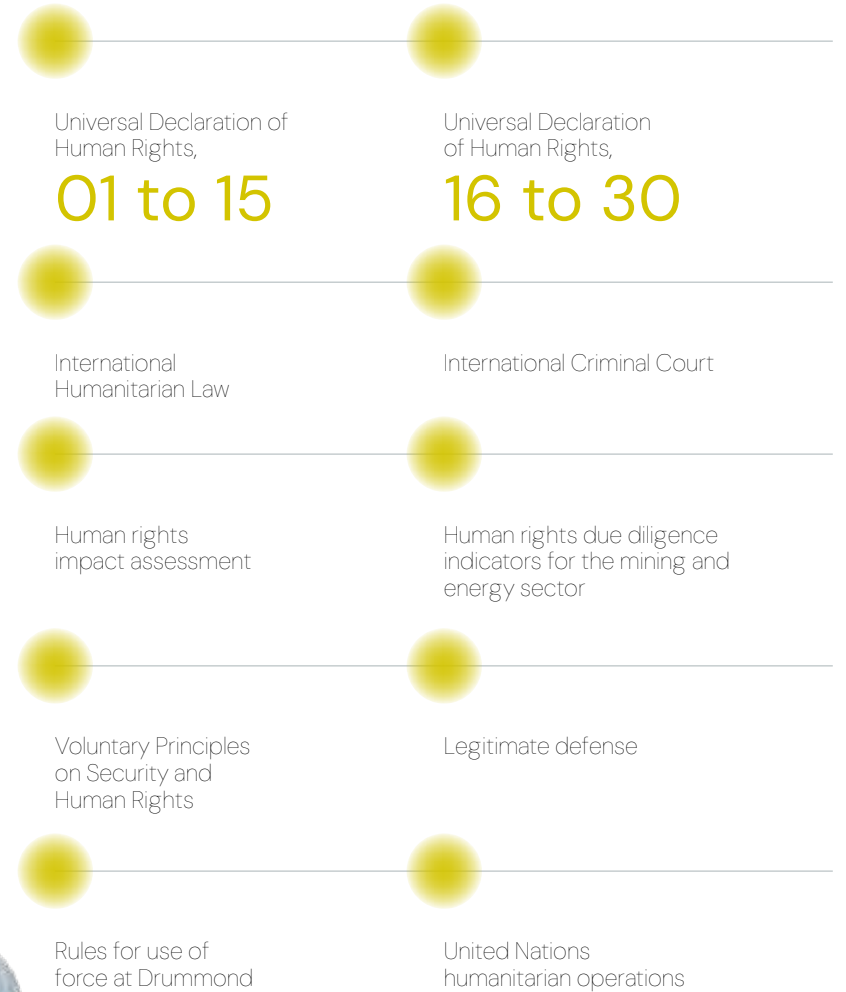 Universal Declaration of
Human Rights,
01 to 15
Universal Declaration
of Human Rights,
16 to 30
International
Humanitarian Law
International Criminal Court
Human rights
impact assessment
Human rights due diligence
indicators for the mining and
energy sector
Voluntary Principles
on Security and
Human Rights
Legitimate defense
Rules for use of
force at Drummond
United Nations
humanitarian operations